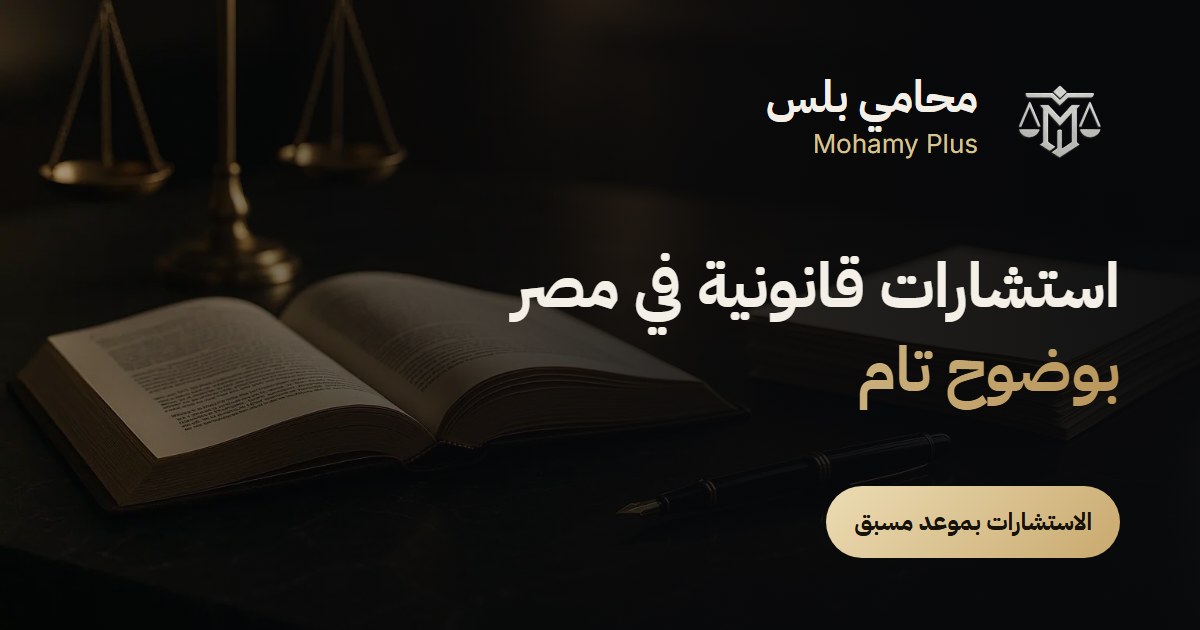 محامي بلس
Mohamy Plus
استشارات قانونية في مصر
بوضوح تام
الاستشارات بموعد مسبق